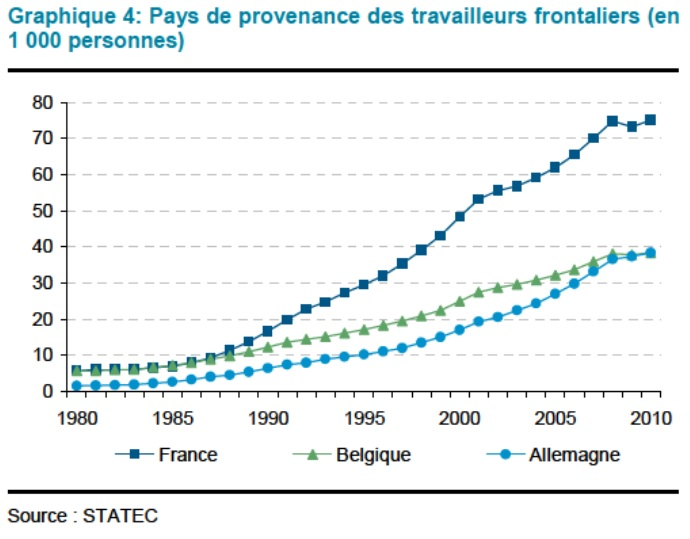 Graphique 4: Pays de provenance des travailleurs frontaliers (en
1 000 personnes)
80
70
60
50
40
30
20
10
0
1980 1985 1990 1995 2000 2005 2010
France Belgique Allemagne
Source : STATEC